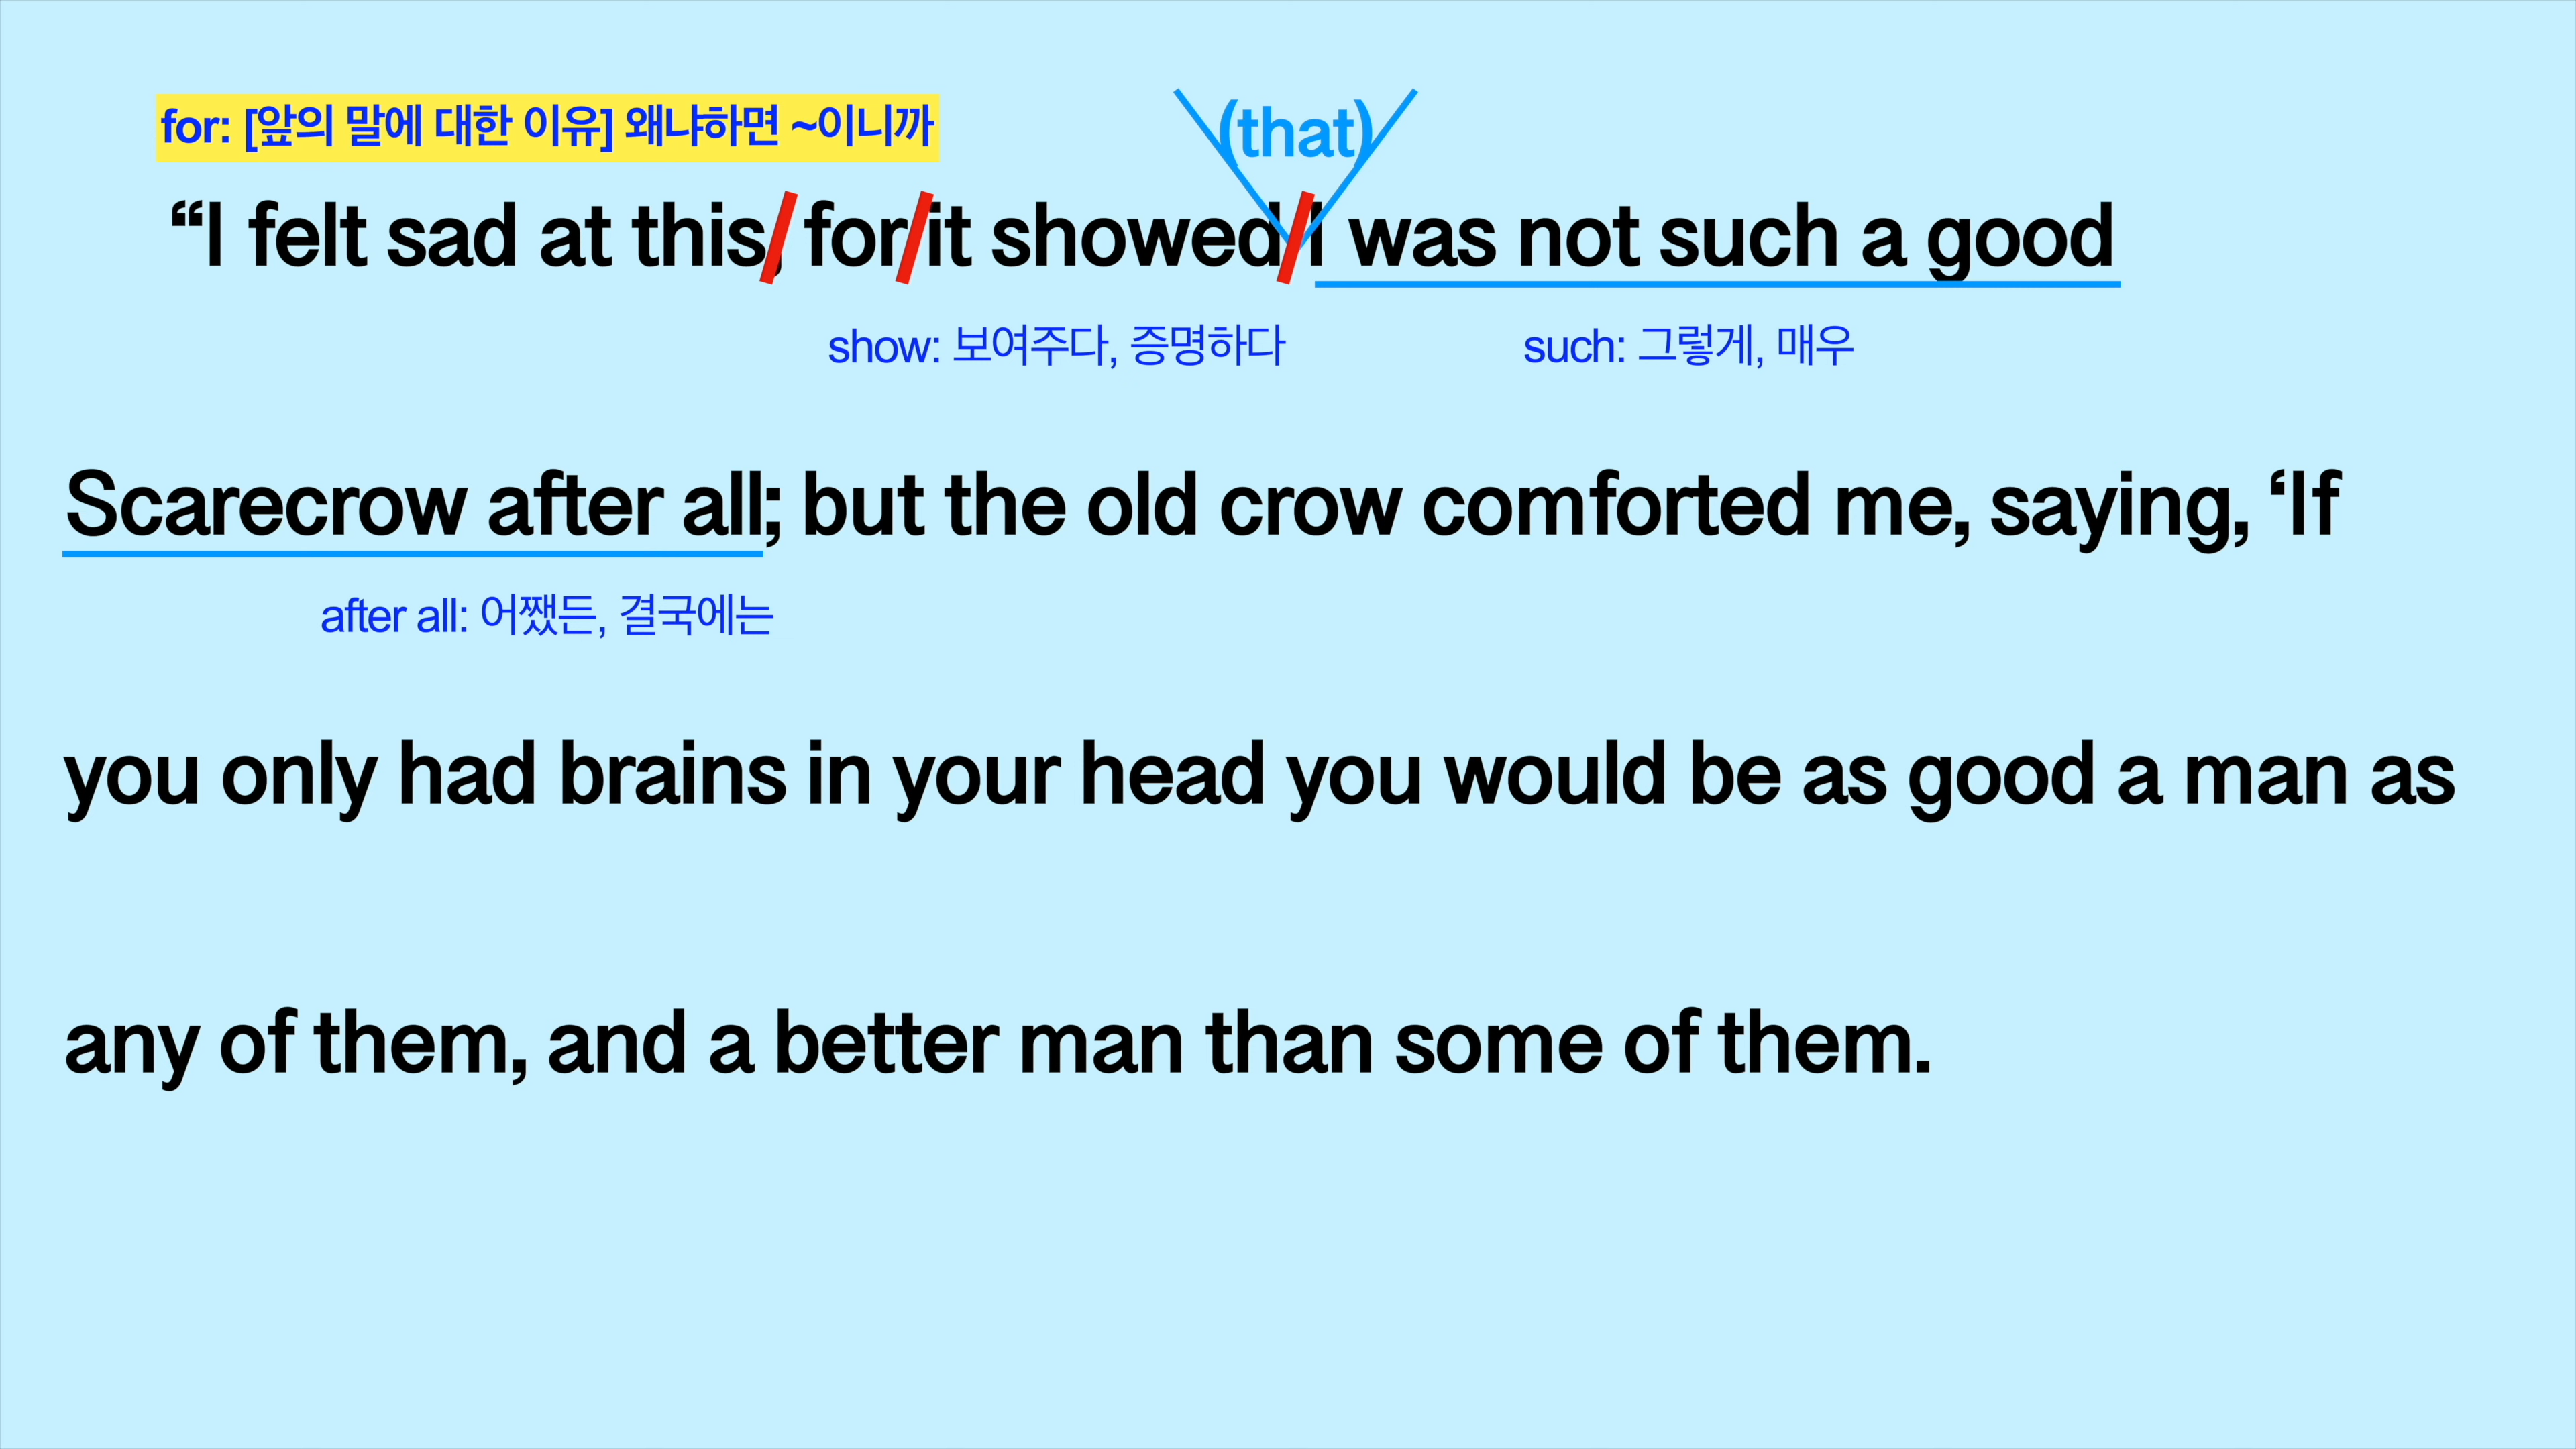 for: [앞의 말에 대한 이유] 왜냐하면 ~이니까
(that)
“I felt sad at this, for it showed I was not such a good
show: 보여주다, 증명하다
such: 그렇게, 매우
Scarecrow after all; but the old crow comforted me, saying, ‘If
after all: 어쨌든, 결국에는
you only had brains in your head you would be as good a man as
any of them, and a better man than some of them.